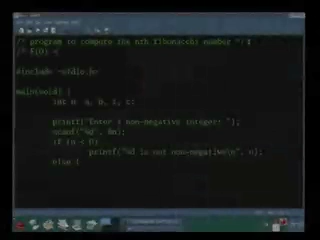 /* program to compute the nth fibonacci number */
/* F(0) =
#include <stdio.h>
main(void) {
int n, a, b, i, c;
printf("Enter a non-negative integer: ");
scanf("%d", &n);
if (n < 0)
printf("%d is not non-negative\n", n);
else {